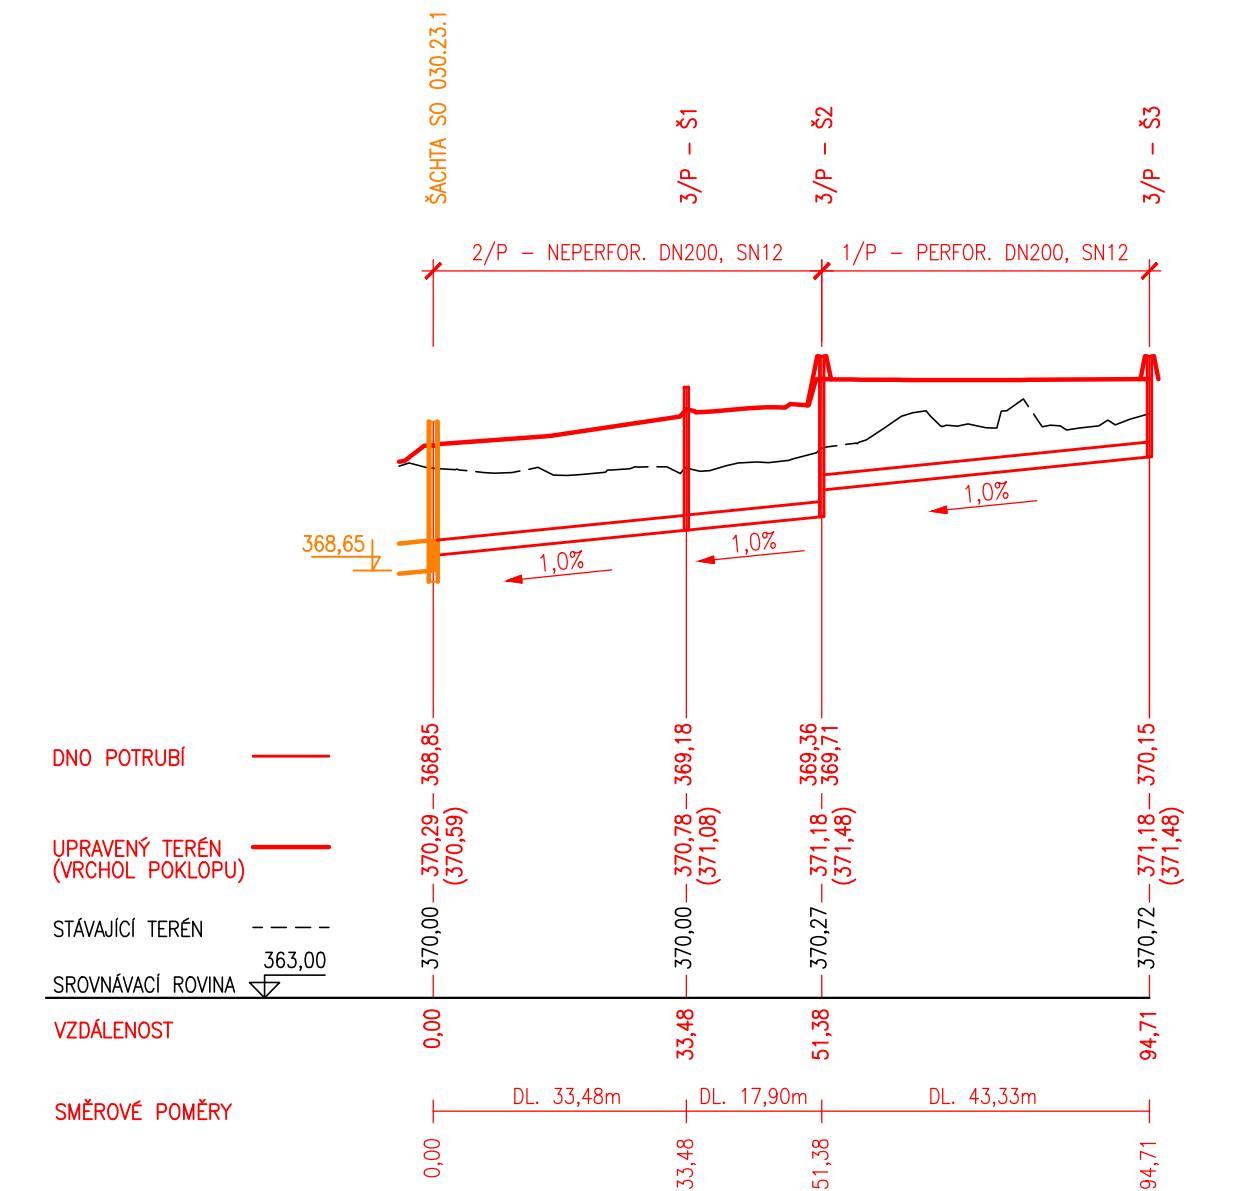 ŠACHTA SO 030.23.1
3/P - Š1
3/P - Š2
3/P - Š3
2/P - NEPERFOR. DN200, SN12
1/P - PERFOR. DN200, SN12
1,0%
368,65
1,0%
1,0%
DNO POTRUBÍ
368,85
369,18
369,36
369,71
370,15
UPRAVENÝ TERÉN
(VRCHOL POKLOPU)
370,29
(370,59)
370,78
(371,08)
371,18
(371,48)
371,18
(371,48)
STÁVAJÍCÍ TERÉN
370,00
370,00
370,27
370,72
363,00
SROVNÁVACÍ ROVINA
VZDÁLENOST
0,00
33,48
51,38
94,71
SMĚROVÉ POMĚRY
DL. 33,48m
DL. 17,90m
DL. 43,33m
0,00
33,48
51,38
94,71